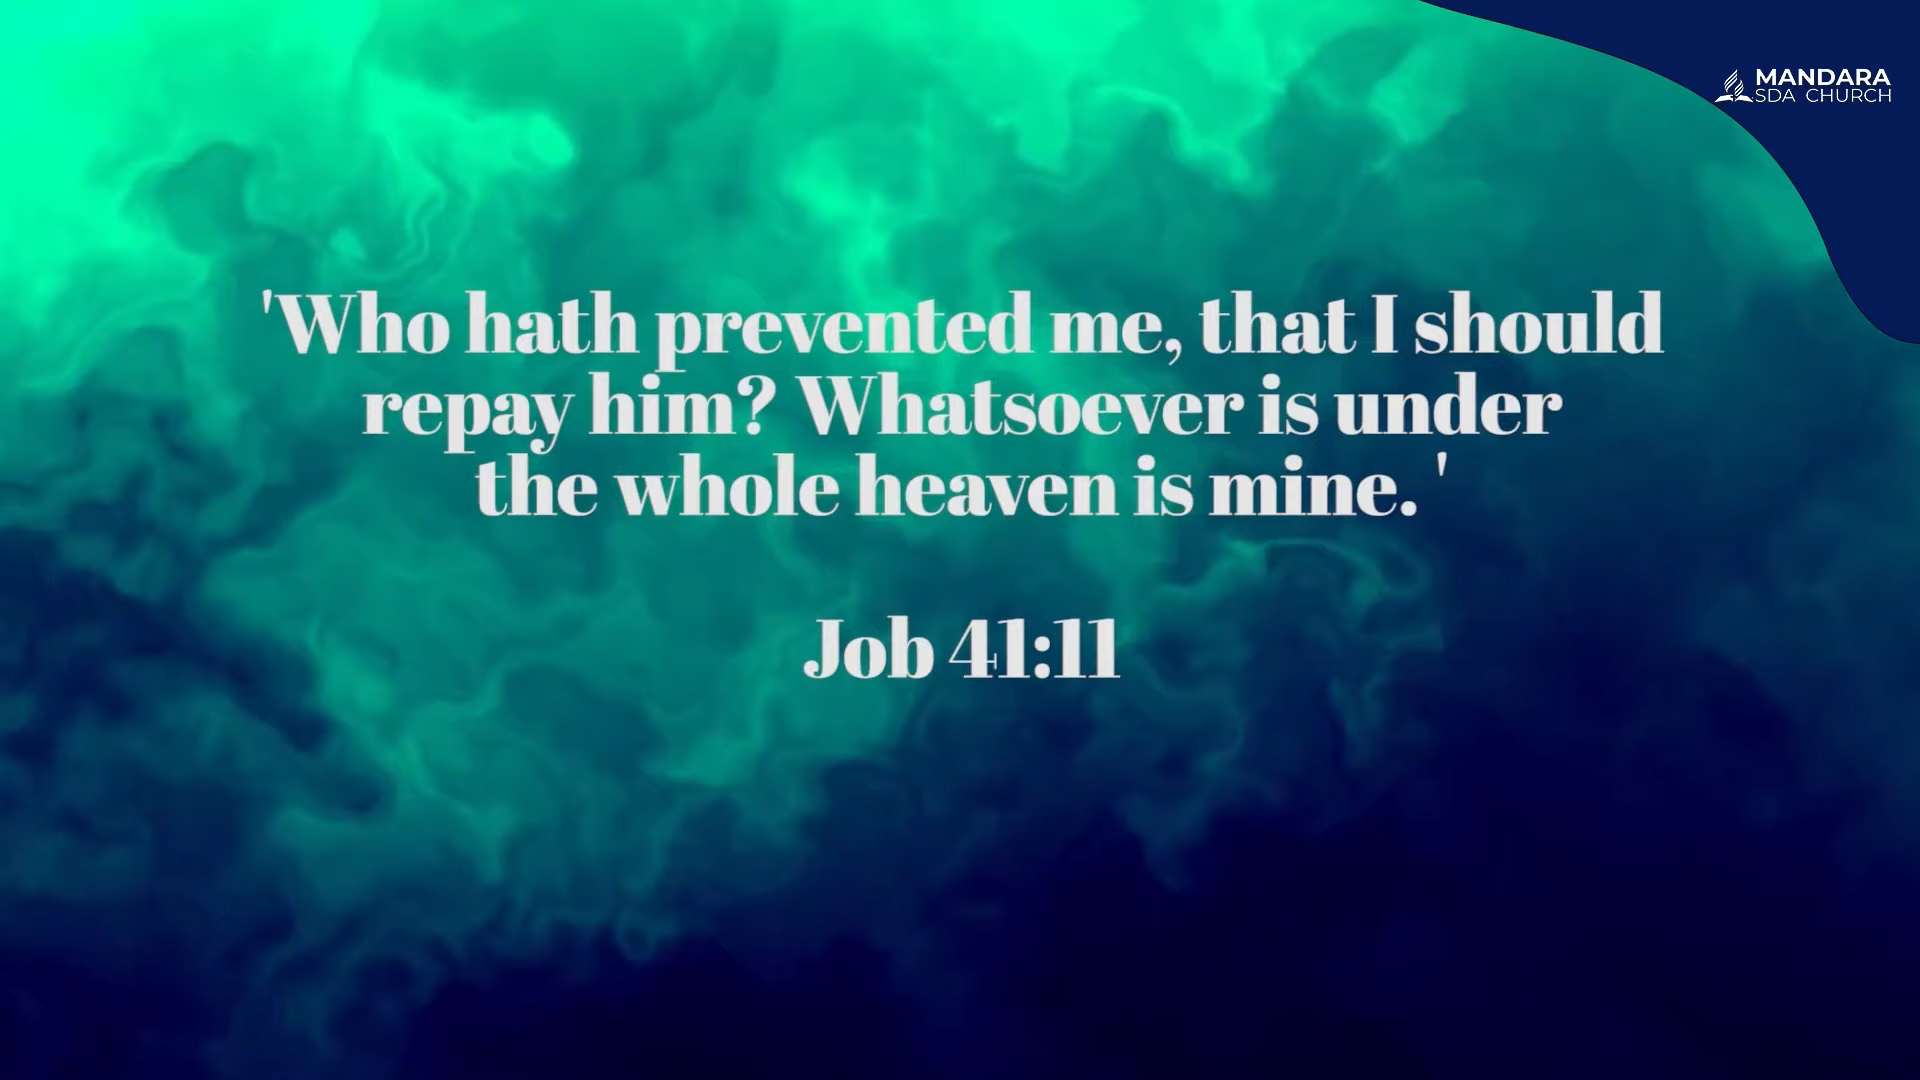 MANDARA
SDA CHURCH
'Who hath prevented me, that I should
repay him? Whatsoever is under
the whole heaven is mine. '
Job 41:11